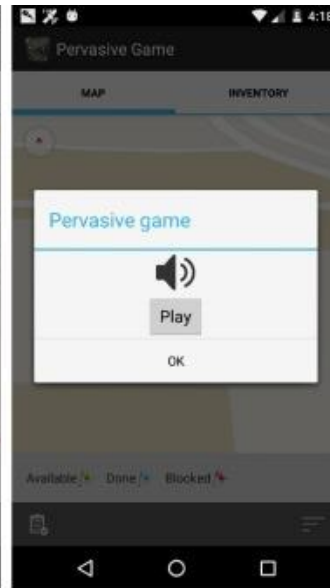 4:18
Pervasive Game
MAP INVENTORY
Pervasive game
Play
OK
Available Done Blocked